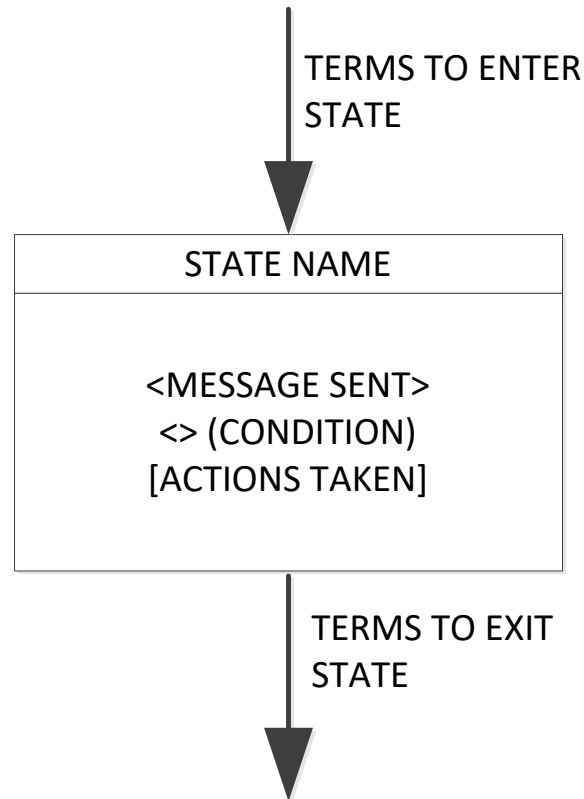 TERMS TO ENTER
STATE
STATE NAME
<MESSAGE SENT>
<> (CONDITION)
[ACTIONS TAKEN]
TERMS TO EXIT
STATE